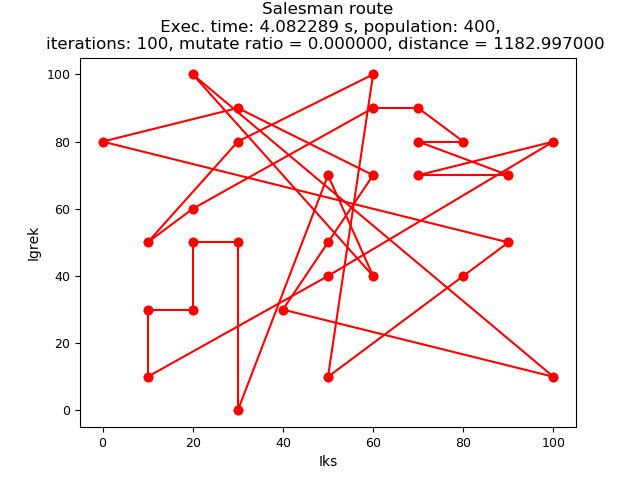 Salesman route
Exec. time: 4.082289 s, population: 400,
iterations: 100, mutate ratio = 0.000000, distance = 1182.997000
100
80
60
40
20
0
Igrek
0 20 40 60 80 100
Iks